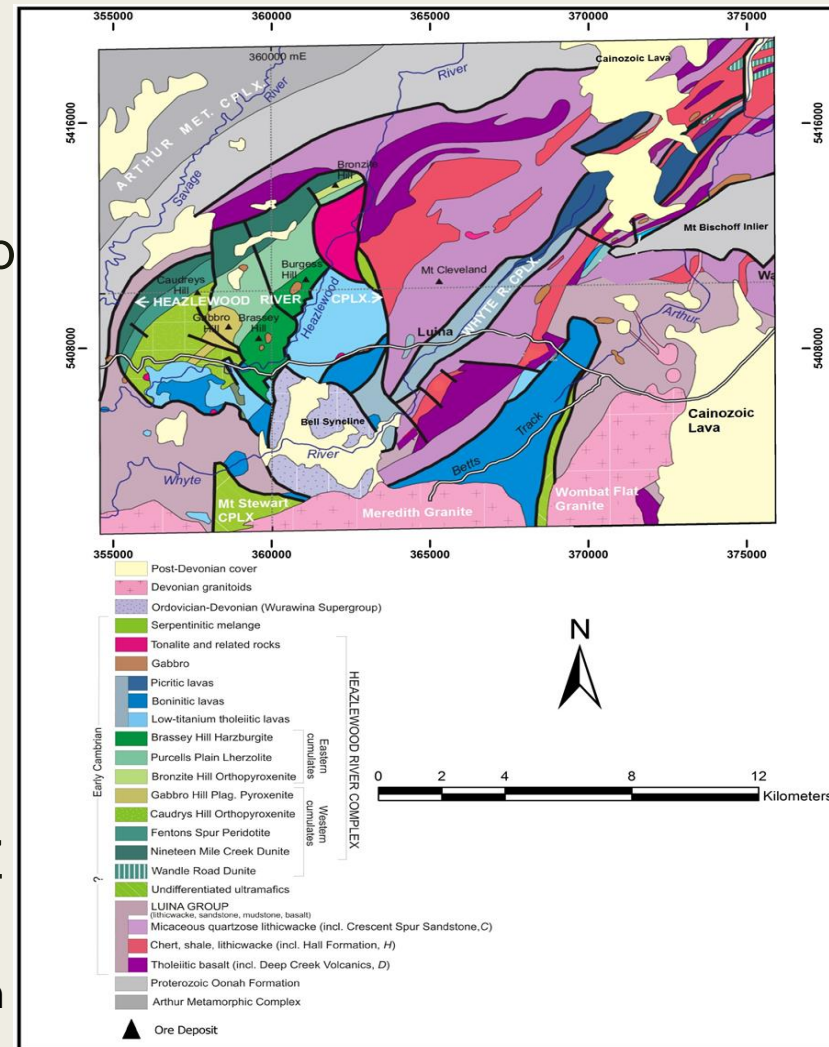 355000
360000
365000
370000
375000
360000 mE
Cainozoic Lava
River
River
5416000
5416000
ARTHUR MET. CPLX.
Savage
Bronzite
Hill
Mt Bischoff Inlier
Burgess
Hill
Mt Cleveland
Caudreys
Hill
WHYTE R. CPLX.
Wa
← HEAZLEWOOD RIVER CPLX. →
Heazlewood
Gabbro
Hill
Brassey
Hill
Arthur
Luina
5408000
5408000
Cainozoic
Lava
Bell Syncline
Track
River
Betts
Whyte
Mt Stewart
CPLX
Meredith Granite
Wombat Flat
Granite
355000
360000
365000
370000
375000
Post-Devonian cover
Devonian granitoids
Ordovician-Devonian (Wurawina Supergroup)
Serpentinitic melange
Tonalite and related rocks
Gabbro
Picritic lavas
Boninitic lavas
Low-titanium tholeiitic lavas
Brassey Hill Harzburgite
Purcells Plain Lherzolite
Bronzite Hill Orthopyroxenite
Gabbro Hill Plag. Pyroxenite
Caudrys Hill Orthopyroxenite
Fentons Spur Peridotite
Nineteen Mile Creek Dunite
Wandle Road Dunite
Undifferentiated ultramafics
LUINA GROUP
(lithicwacke, sandstone, mudstone, basalt)
Micaceous quartzose lithicwacke (incl. Crescent Spur Sandstone,C)
Chert, shale, lithicwacke (incl. Hall Formation, H)
Tholeiitic basalt (incl. Deep Creek Volcanics, D)
Proterozoic Oonah Formation
Arthur Metamorphic Complex
Ore Deposit
Early Cambrian
?
Eastern
cumulates
Western
cumulates
HEAZLEWOOD RIVER COMPLEX
N
0 2 4 8 12
Kilometers